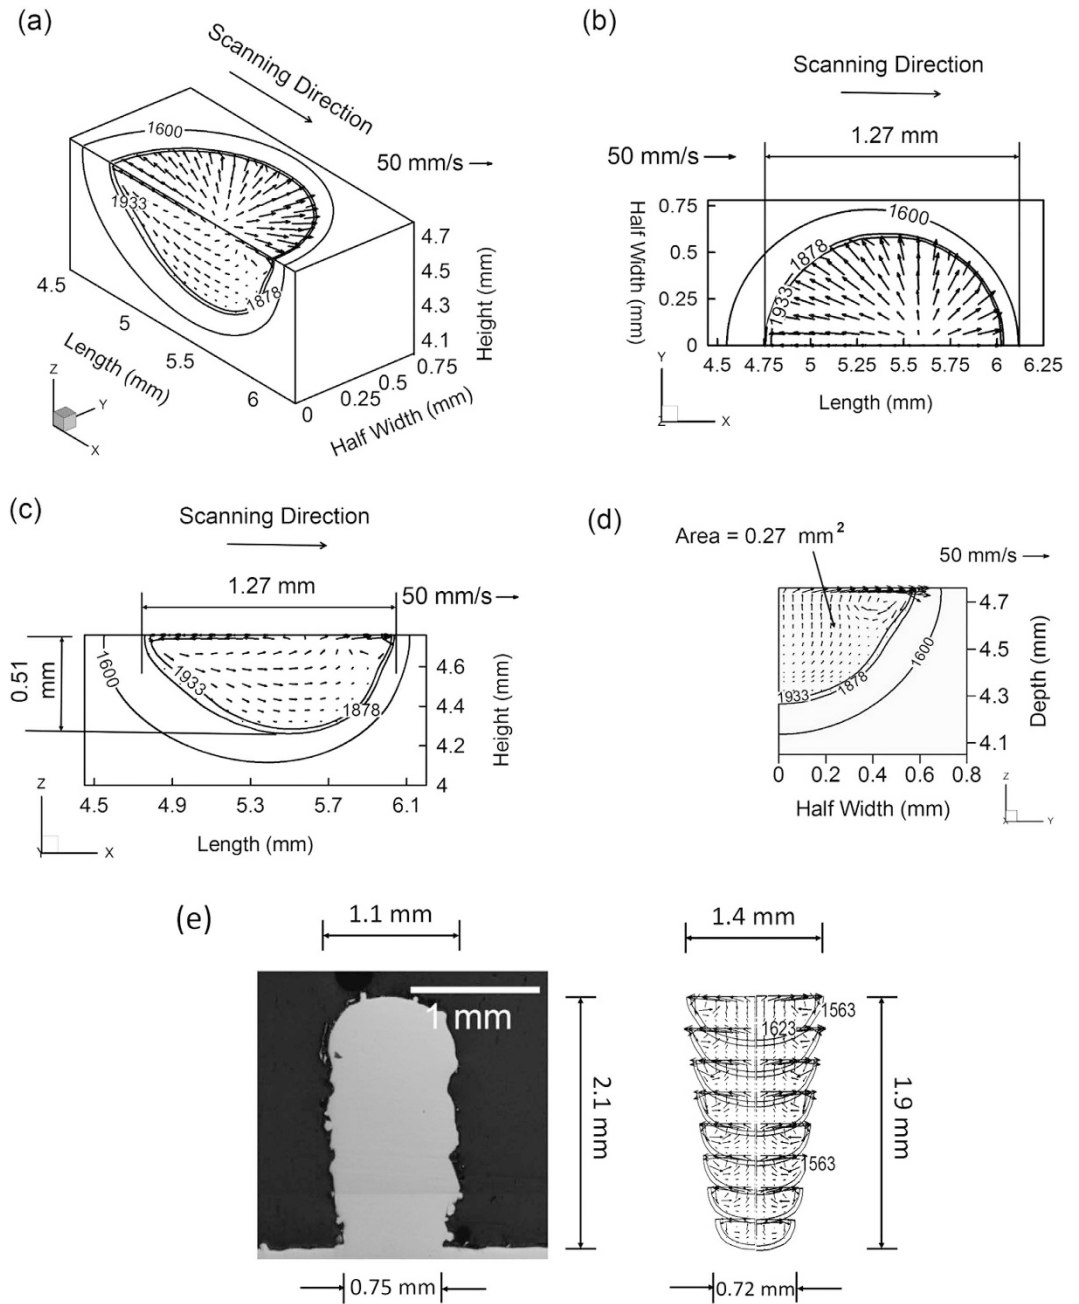 (a)
Scanning Direction
1600
50 mm/s
1933
1878
4.7
4.5
4.3
4.1
Height (mm)
4.5
5
5.5
6
Length (mm)
0
0.25
0.5
0.75
Half Width (mm)
Z
Y
X
(b)
Scanning Direction
1.27 mm
50 mm/s
0.75
0.5
0.25
0
Half Width (mm)
1600
1878
1933
4.5 4.75 5 5.25 5.5 5.75 6 6.25
Length (mm)
Y
Z
X
(c)
Scanning Direction
1.27 mm
50 mm/s
0.51 mm
1600
1933
1878
4.6
4.4
4.2
4
Height (mm)
4.5 4.9 5.3 5.7 6.1
Length (mm)
Z
Y
X
(d)
Area = 0.27 mm²
50 mm/s
4.7
4.5
4.3
4.1
Depth (mm)
1933
1878
1600
0 0.2 0.4 0.6 0.8
Half Width (mm)
Z
X
Y
(e)
1.1 mm
1 mm
2.1 mm
0.75 mm
1.4 mm
1563
1623
1563
1.9 mm
0.72 mm